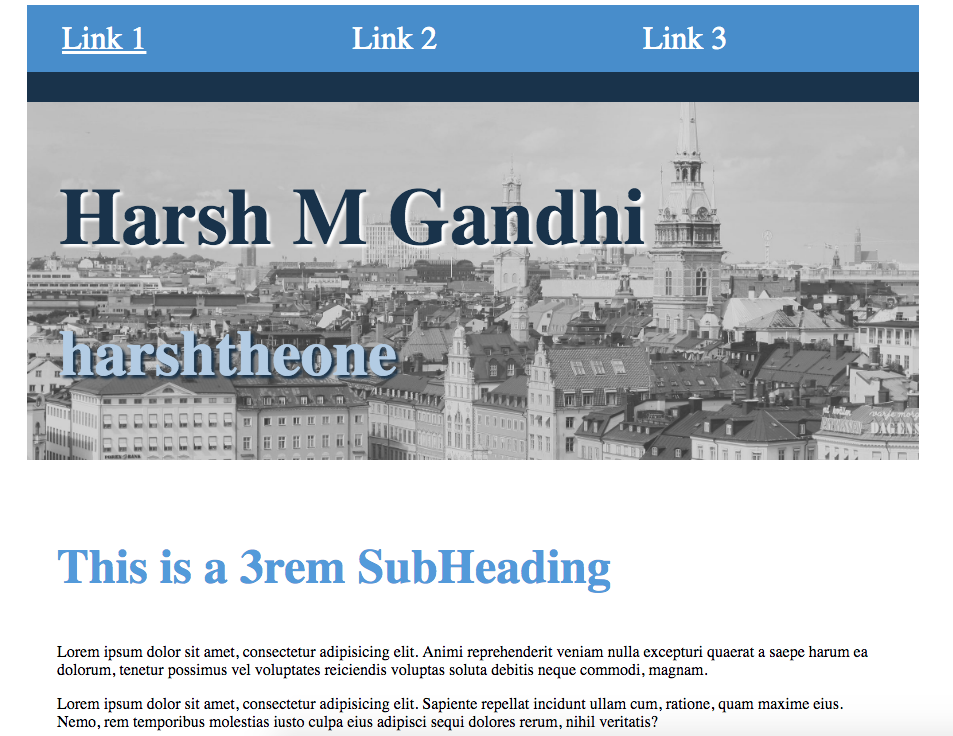 Link 1 Link 2 Link 3
Harsh M Gandhi
harshtheone
This is a 3rem SubHeading
Lorem ipsum dolor sit amet, consectetur adipisicing elit. Animi reprehenderit veniam nulla excepturi quaerat a saepe harum ea
dolorum, tenetur possimus vel voluptates reiciendis voluptas soluta debitis neque commodi, magnam.
Lorem ipsum dolor sit amet, consectetur adipisicing elit. Sapiente repellat incidunt ullam cum, ratione, quam maxime eius.
Nemo, rem temporibus molestias iusto culpa eius adipisci sequi dolores rerum, nihil veritatis?